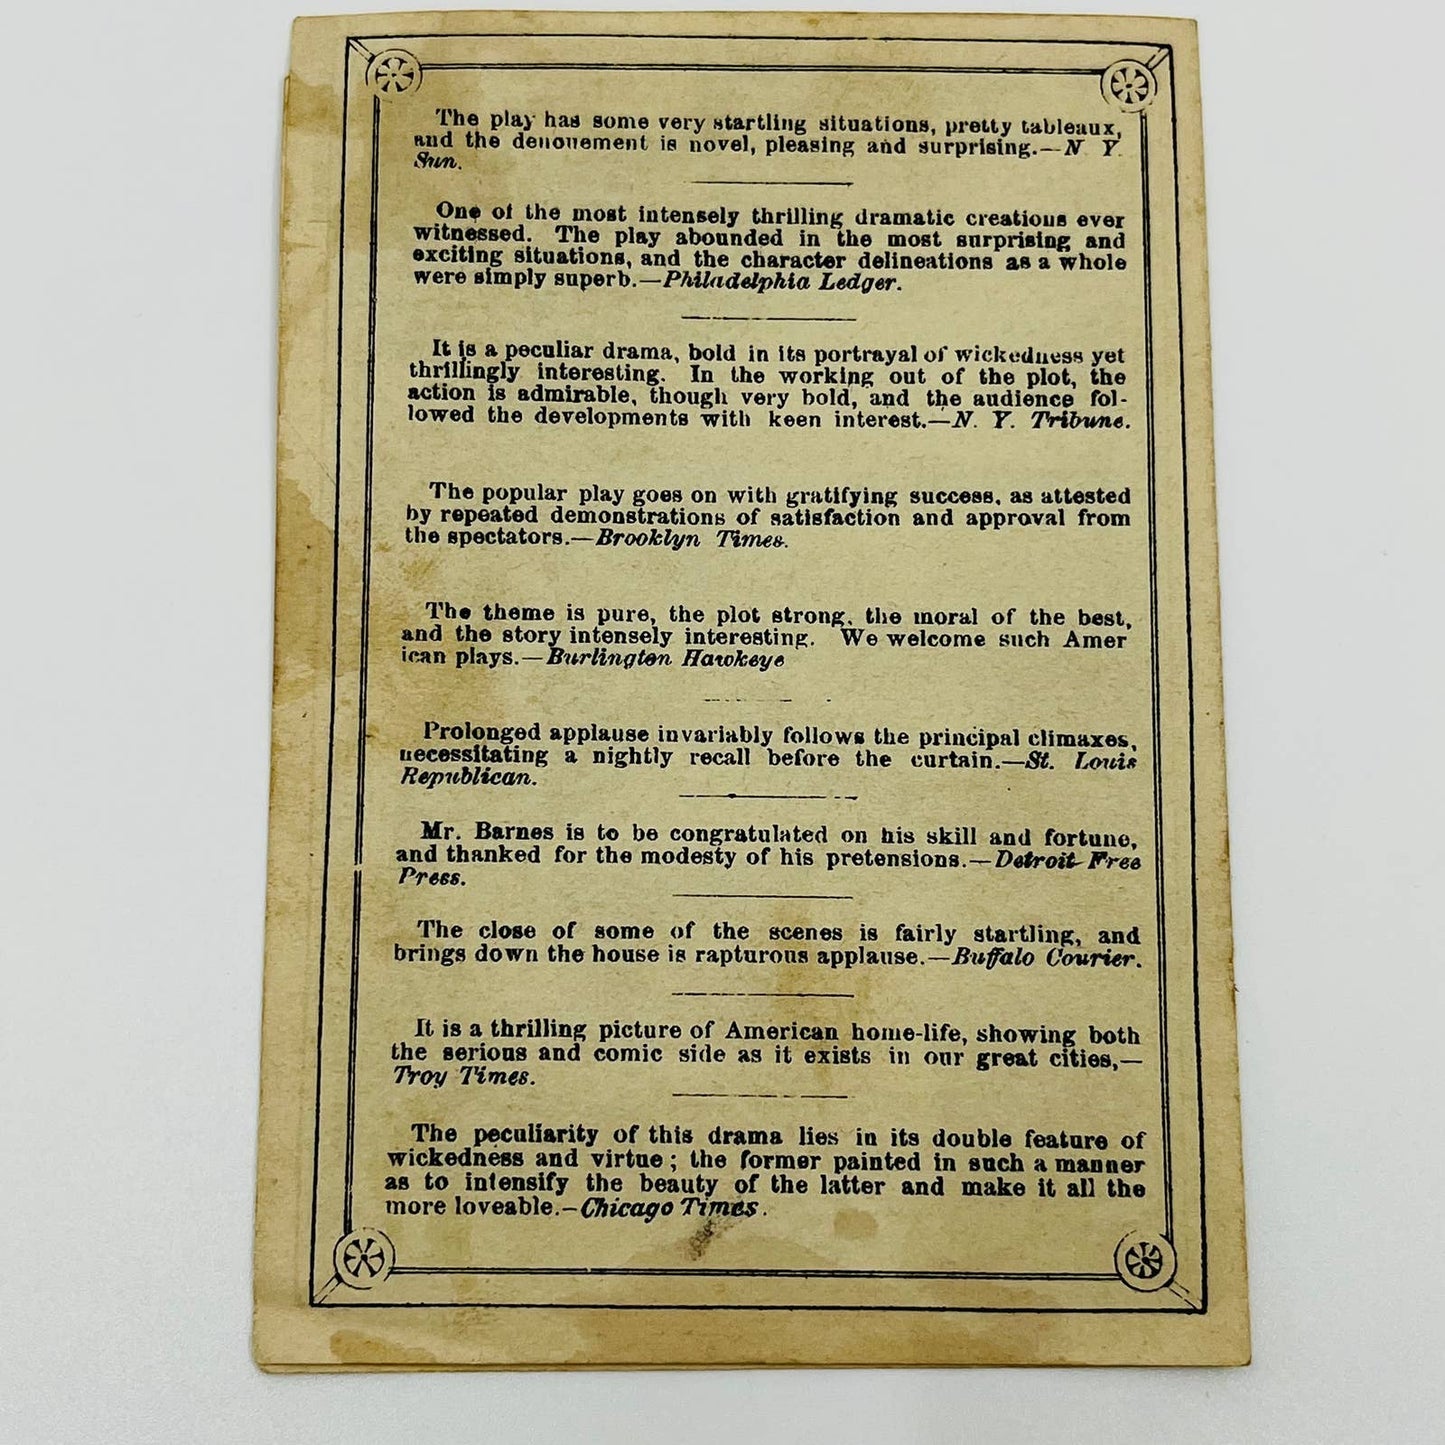 The play has some very startling situations, pretty tableaux,
and the denouement is novel, pleasing and surprising.—N Y.
Sun.
One of the most intensely thrilling dramatic creations ever
witnessed. The play abounded in the most surprising and
exciting situations, and the character delineations as a whole
were simply superb.—Philadelphia Ledger.
It is a peculiar drama, bold in its portrayal of wickedness yet
thrillingly interesting. In the working out of the plot, the
action is admirable, though very bold, and the audience fol-
lowed the developments with keen interest.—N. Y. Tribune.
The popular play goes on with gratifying success, as attested
by repeated demonstrations of satisfaction and approval from
the spectators.—Brooklyn Times.
The theme is pure, the plot strong, the moral of the best,
and the story intensely interesting. We welcome such Amer
ican plays.—Burlington Hawkeye
Prolonged applause invariably follows the principal climaxes,
necessitating a nightly recall before the curtain.—St. Louis
Republican.
Mr. Barnes is to be congratulated on his skill and fortune,
and thanked for the modesty of his pretensions.—Detroit Free
Press.
The close of some of the scenes is fairly startling, and
brings down the house is rapturous applause.—Buffalo Courier.
It is a thrilling picture of American home-life, showing both
the serious and comic side as it exists in our great cities,—
Troy Times.
The peculiarity of this drama lies in its double feature of
wickedness and virtue; the former painted in such a manner
as to intensify the beauty of the latter and make it all the
more loveable.—Chicago Times.